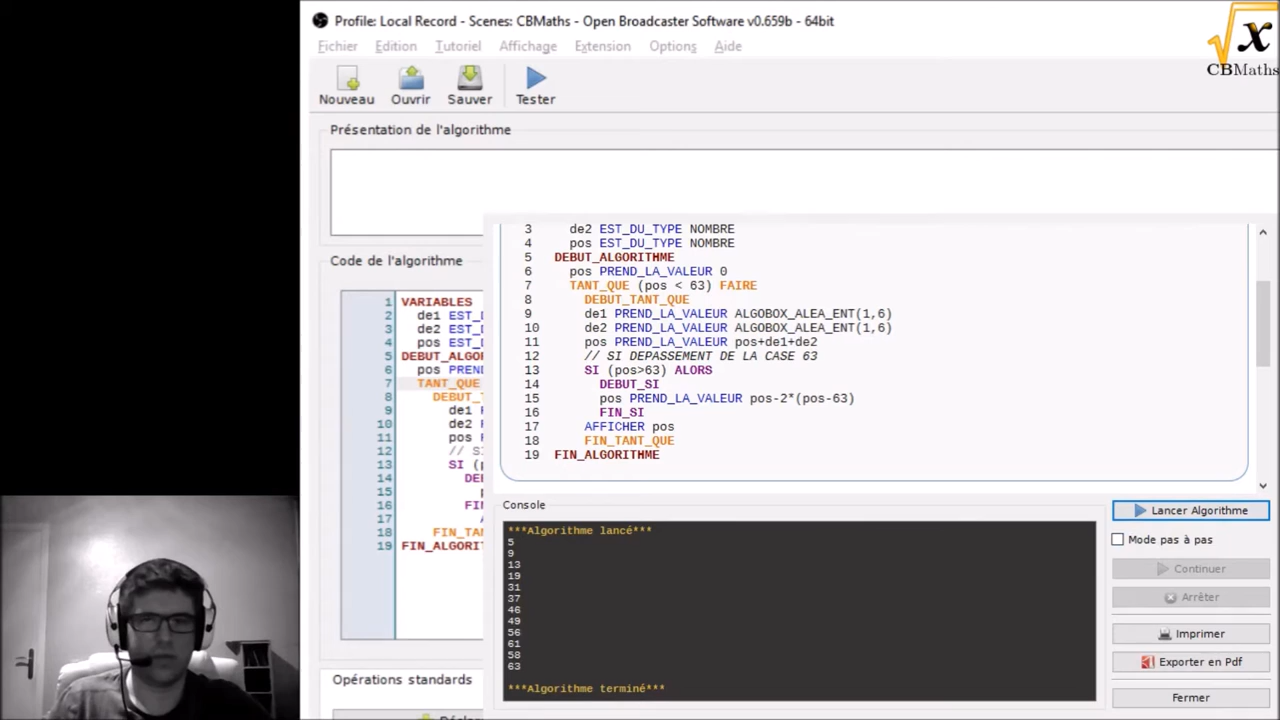 Profile: Local Record - Scenes: CBMaths - Open Broadcaster Software v0.659b - 64bit
x
CBMaths
Fichier Edition Tutoriel Affichage Extension Options Aide
Nouveau Ouvrir Sauver Tester
Présentation de l'algorithme
Code de l'algorithme
1 VARIABLES
2 de1 EST_D
3 de2 EST_D
4 pos EST_D
5 DEBUT_ALGO
6 pos PREND
7 TANT_QUE
8 DEBUT_
9 de1
10 de2
11 pos
12 // S
13 SI (
14 DE
15
16 FI
17
18 FIN_TA
19 FIN_ALGORI
3 de2 EST_DU_TYPE NOMBRE
4 pos EST_DU_TYPE NOMBRE
5 DEBUT_ALGORITHME
6 pos PREND_LA_VALEUR 0
7 TANT_QUE (pos < 63) FAIRE
8 DEBUT_TANT_QUE
9 de1 PREND_LA_VALEUR ALGOBOX_ALEA_ENT(1,6)
10 de2 PREND_LA_VALEUR ALGOBOX_ALEA_ENT(1,6)
11 pos PREND_LA_VALEUR pos+de1+de2
12 // SI DEPASSEMENT DE LA CASE 63
13 SI (pos>63) ALORS
14 DEBUT_SI
15 pos PREND_LA_VALEUR pos-2*(pos-63)
16 FIN_SI
17 AFFICHER pos
18 FIN_TANT_QUE
19 FIN_ALGORITHME
Console
***Algorithme lancé***
5
9
13
19
31
37
46
49
56
61
58
63
***Algorithme terminé***
Lancer Algorithme
Mode pas à pas
Continuer
Arrêter
Imprimer
Exporter en Pdf
Fermer
Opérations standards